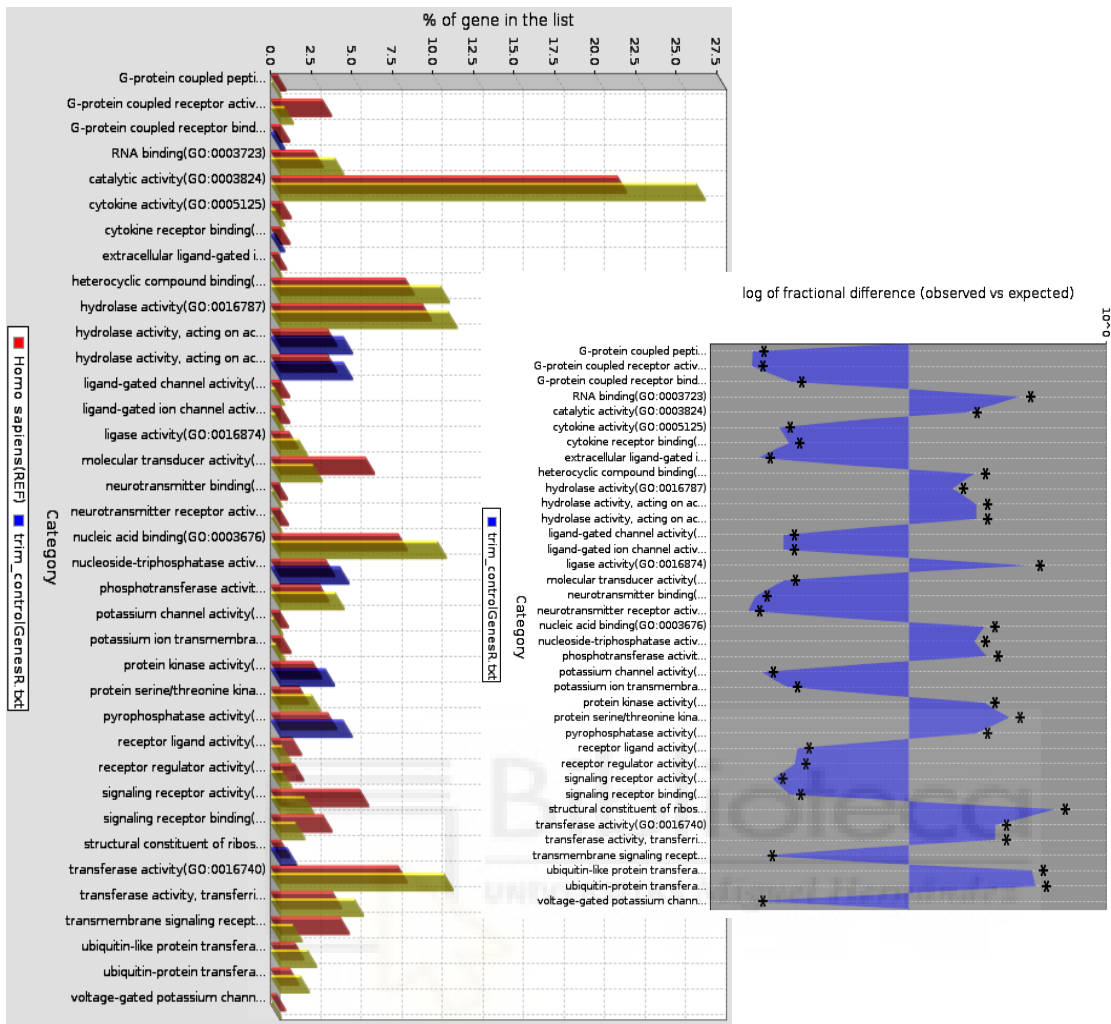 % of gene in the list
0.0
2.5
5.0
7.5
10.0
12.5
15.0
17.5
20.0
22.5
25.0
27.5
G-protein coupled pepti...
G-protein coupled receptor activ...
G-protein coupled receptor bind...
RNA binding(GO:0003723)
catalytic activity(GO:0003824)
cytokine activity(GO:0005125)
cytokine receptor binding(...
extracellular ligand-gated i...
heterocyclic compound binding(...
hydrolase activity(GO:0016787)
hydrolase activity, acting on ac...
hydrolase activity, acting on ac...
ligand-gated channel activity(...
ligand-gated ion channel activ...
ligase activity(GO:0016874)
molecular transducer activity(...
neurotransmitter binding(...
neurotransmitter receptor activ...
nucleic acid binding(GO:0003676)
nucleoside-triphosphatase activ...
phosphotransferase activit...
potassium channel activity(...
potassium ion transmembra...
protein kinase activity(...
protein serine/threonine kina...
pyrophosphatase activity(...
receptor ligand activity(...
receptor regulator activity(...
signaling receptor activity(...
signaling receptor binding(...
structural constituent of ribos...
transferase activity(GO:0016740)
transferase activity, transferri...
transmembrane signaling recept...
ubiquitin-like protein transfera...
ubiquitin-protein transfera...
voltage-gated potassium chann...
Category
Homo sapiens(REF) trim_controlGenesR.txt
log of fractional difference (observed vs expected)
10^0
G-protein coupled pepti...
G-protein coupled receptor activ...
G-protein coupled receptor bind...
RNA binding(GO:0003723)
catalytic activity(GO:0003824)
cytokine activity(GO:0005125)
cytokine receptor binding(...
extracellular ligand-gated i...
heterocyclic compound binding(...
hydrolase activity(GO:0016787)
hydrolase activity, acting on ac...
hydrolase activity, acting on ac...
ligand-gated channel activity(...
ligand-gated ion channel activ...
ligase activity(GO:0016874)
molecular transducer activity(...
neurotransmitter binding(...
neurotransmitter receptor activ...
nucleic acid binding(GO:0003676)
nucleoside-triphosphatase activ...
phosphotransferase activit...
potassium channel activity(...
potassium ion transmembra...
protein kinase activity(...
protein serine/threonine kina...
pyrophosphatase activity(...
receptor ligand activity(...
receptor regulator activity(...
signaling receptor activity(...
signaling receptor binding(...
structural constituent of ribos...
transferase activity(GO:0016740)
transferase activity, transferri...
transmembrane signaling recept...
ubiquitin-like protein transfera...
ubiquitin-protein transfera...
voltage-gated potassium chann...
Category
trim_controlGenesR.txt
Biblioteca
Miguel Hernández